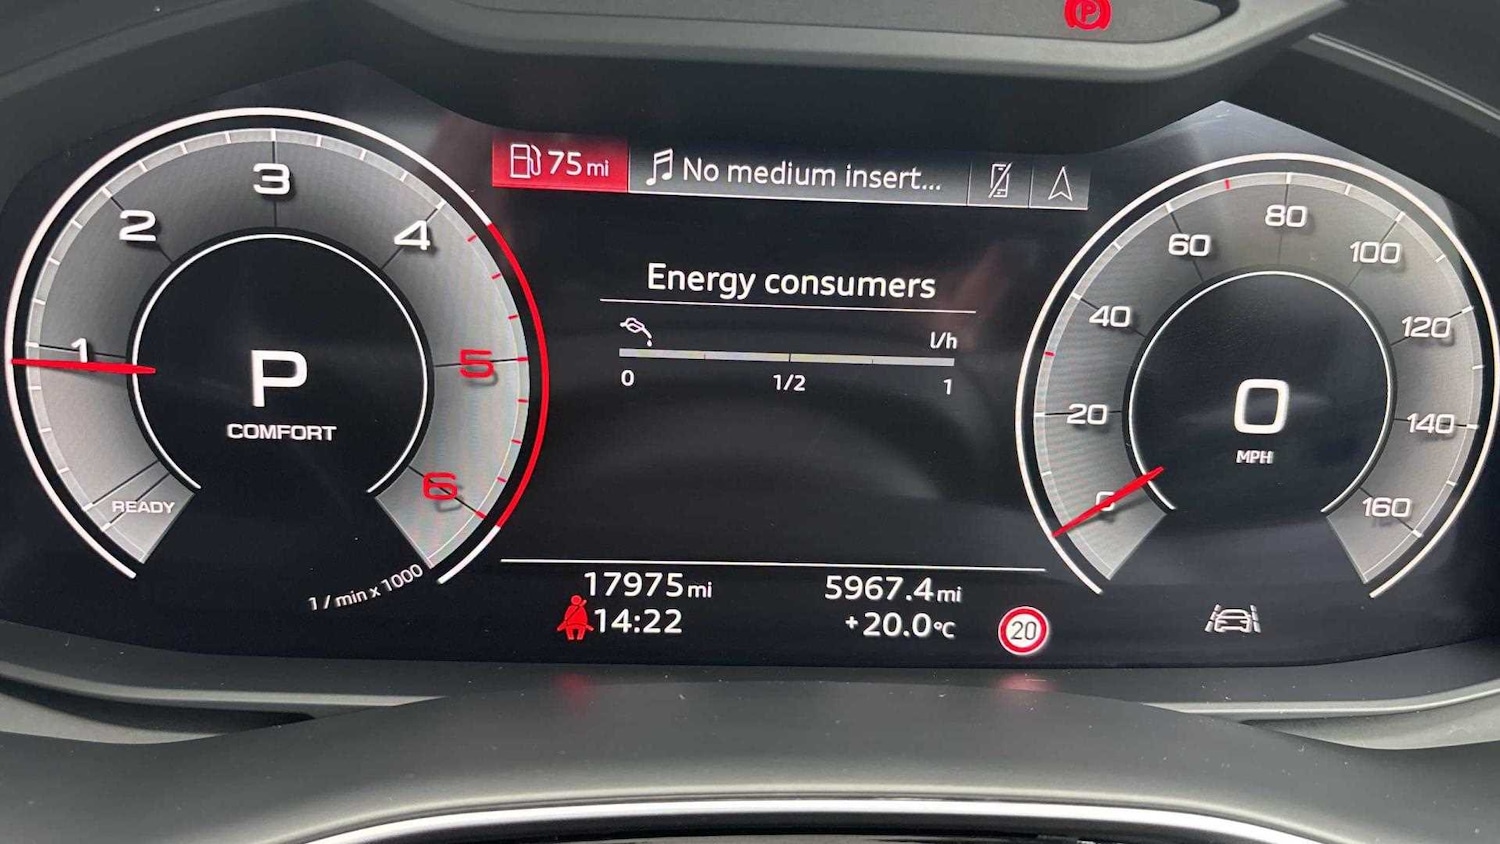 P
75 mi
No medium insert...
1
2
3
4
5
6
READY
1 / min x 1000
P
COMFORT
Energy consumers
l/h
0
1/2
1
17975 mi
5967.4 mi
14:22
+20.0°C
20
0
20
40
60
80
100
120
140
160
0
MPH